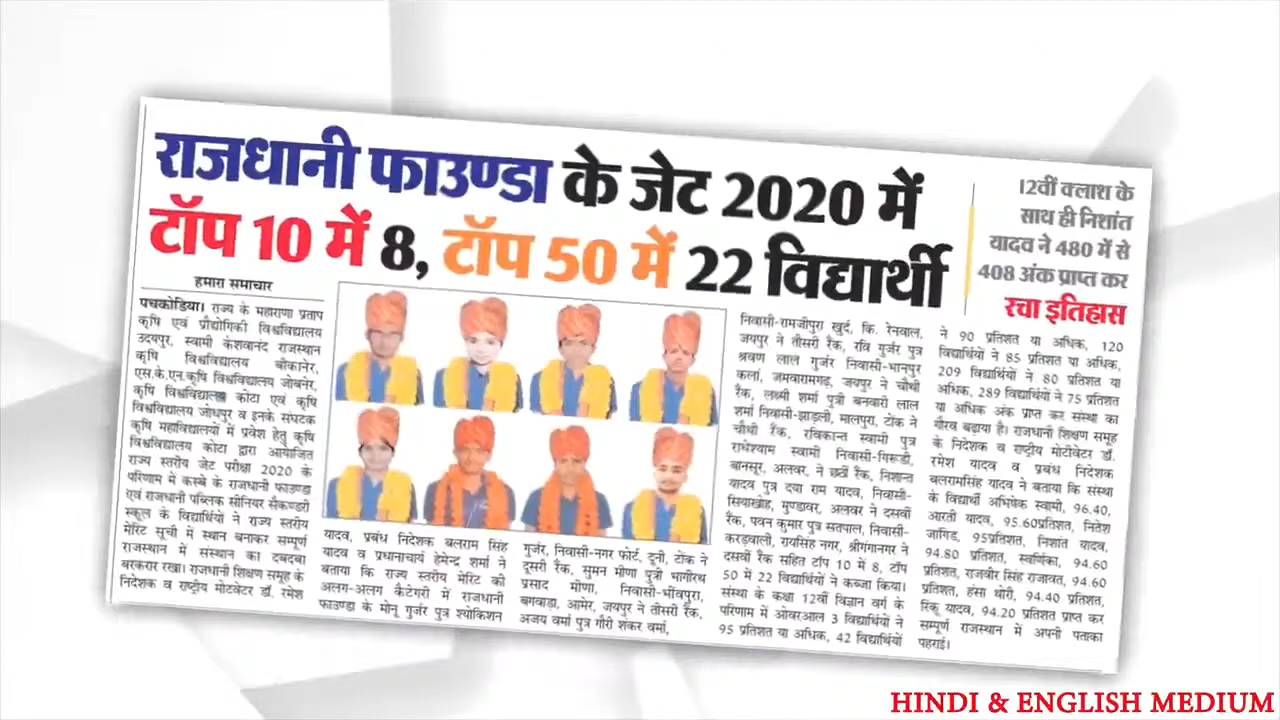 राजधानी फाउण्डा के जेट 2020 में
टॉप 10 में 8, टॉप 50 में 22 विद्यार्थी
12वीं क्लाश के
साथ ही निशांत
यादव ने 480 में से
408 अंक प्राप्त कर
रचा इतिहास
हमारा समाचार
पचकोडिया। राज्य के महाराणा प्रताप
कृषि एवं प्रौद्योगिकी विश्वविद्यालय
उदयपुर, स्वामी केशवानंद राजस्थान
कृषि विश्वविद्यालय बीकानेर,
एस.के.एन.कृषि विश्वविद्यालय जोबनेर,
कृषि विश्वविद्यालय कोटा एवं कृषि
विश्वविद्यालय जोधपुर व इनके संघटक
कृषि महाविद्यालयों में प्रवेश हेतु कृषि
विश्वविद्यालय कोटा द्वारा आयोजित
राज्य स्तरीय जेट परीक्षा 2020 के
परिणाम में कस्बे के राजधानी फाउण्डा
एवं राजधानी पब्लिक सीनियर सैकण्डरी
स्कूल के विद्यार्थियों ने राज्य स्तरीय
मेरिट सूची में स्थान बनाकर सम्पूर्ण
राजस्थान में संस्थान का दबदबा
बरकरार रखा। राजधानी शिक्षण समूह के
निदेशक व राष्ट्रीय मोटवेटर डॉ. रमेश
यादव, प्रबंध निदेशक बलराम सिंह
यादव व प्रधानाचार्य हेमेन्द्र शर्मा ने
बताया कि राज्य स्तरीय मेरिट की
अलग-अलग कैटेगरी में राजधानी
फाउण्डा के मोनू गुर्जर पुत्र श्योकिशन
गुर्जर, निवासी-नगर फोर्ट, दूनी, टोंक ने
दूसरी रैंक, सुमन मीणा पुत्री भागीरथ
प्रसाद मीणा, निवासी-भींवपुरा,
बगवाड़ा, आमेर, जयपुर ने तीसरी रैंक,
अजय वर्मा पुत्र गौरी शंकर वर्मा,
निवासी-रामजीपुरा खुर्द, कि. रेनवाल,
जयपुर ने तीसरी रैंक, रवि गुर्जर पुत्र
श्रवण लाल गुर्जर निवासी-भानपुर
कलां, जमवारामगढ़, जयपुर ने चौथी
रैंक, लक्ष्मी शर्मा पुत्री बनवारी लाल
शर्मा निवासी-झाड़ली, मालपुरा, टोंक ने
चौथी रैंक, रविकान्त स्वामी पुत्र
राधेश्याम स्वामी निवासी-गिरूडी,
बानसूर, अलवर, ने छठीं रैंक, निशान्त
यादव पुत्र दया राम यादव, निवासी-
सियाखोह, मुण्डावर, अलवर ने दसवीं
रैंक, पवन कुमार पुत्र सतपाल, निवासी-
करड़वाली, रायसिंह नगर, श्रीगंगानगर ने
दसवीं रैंक सहित टॉप 10 में 8, टॉप
50 में 22 विद्यार्थियों ने कब्जा किया।
संस्था के कक्षा 12वीं विज्ञान वर्ग के
परिणाम में ओवरआल 3 विद्यार्थियों ने
95 प्रतिशत या अधिक, 42 विद्यार्थियों
ने 90 प्रतिशत या अधिक, 120
विद्यार्थियों ने 85 प्रतिशत या अधिक,
209 विद्यार्थियों ने 80 प्रतिशत या
अधिक, 289 विद्यार्थियों ने 75 प्रतिशत
या अधिक अंक प्राप्त कर संस्था का
गौरव बढ़ाया है। राजधानी शिक्षण समूह
के निदेशक व राष्ट्रीय मोटीवेटर डॉ.
रमेश यादव व प्रबंध निदेशक
बलरामसिंह यादव ने बताया कि संस्था
के विद्यार्थी अभिषेक स्वामी, 96.40,
आरती यादव, 95.60प्रतिशत, नितेश
जांगिड, 95प्रतिशत, निशांत यादव,
94.80 प्रतिशत, स्वर्णिका, 94.60
प्रतिशत, राजवीर सिंह राजावत, 94.60
प्रतिशत, हंसा थोरी, 94.40 प्रतिशत,
रिंकू यादव, 94.20 प्रतिशत प्राप्त कर
सम्पूर्ण राजस्थान में अपनी पताका
पहराई।
HINDI & ENGLISH MEDIUM